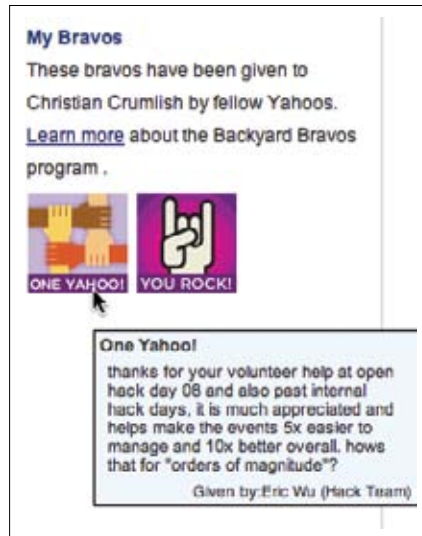 My Bravos
These bravos have been given to
Christian Crumlish by fellow Yahoos.
Learn more about the Backyard Bravos
program .
ONE YAHOO! YOU ROCK!
One Yahoo!
thanks for your volunteer help at open
hack day 08 and also past internal
hack days, it is much appreciated and
helps make the events 5x easier to
manage and 10x better overall. hows
that for "orders of magnitude"?
Given by:Eric Wu (Hack Team)